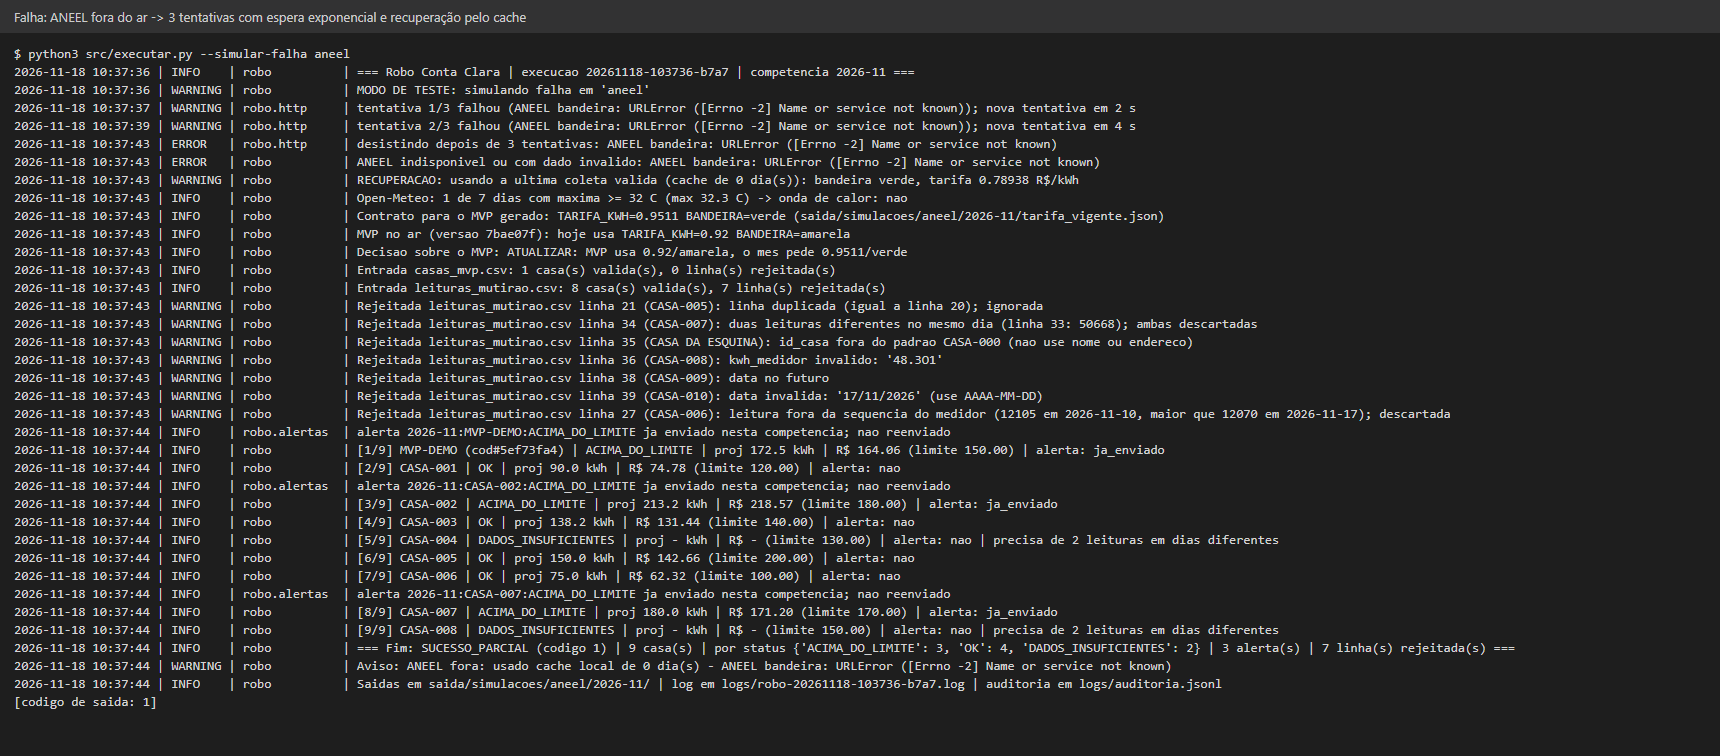 Falha: ANEEL fora do ar -> 3 tentativas com espera exponencial e recuperação pelo cache
$ python3 src/executar.py --simular-falha aneel
2026-11-18 10:37:36 | INFO    | robo          | === Robo Conta Clara | execucao 20261118-103736-b7a7 | competencia 2026-11 ===
2026-11-18 10:37:36 | WARNING | robo          | MODO DE TESTE: simulando falha em 'aneel'
2026-11-18 10:37:37 | WARNING | robo.http     | tentativa 1/3 falhou (ANEEL bandeira: URLError ([Errno -2] Name or service not known)); nova tentativa em 2 s
2026-11-18 10:37:39 | WARNING | robo.http     | tentativa 2/3 falhou (ANEEL bandeira: URLError ([Errno -2] Name or service not known)); nova tentativa em 4 s
2026-11-18 10:37:43 | ERROR   | robo.http     | desistindo depois de 3 tentativas: ANEEL bandeira: URLError ([Errno -2] Name or service not known)
2026-11-18 10:37:43 | ERROR   | robo          | ANEEL indisponivel ou com dado invalido: ANEEL bandeira: URLError ([Errno -2] Name or service not known)
2026-11-18 10:37:43 | WARNING | robo          | RECUPERACAO: usando a ultima coleta valida (cache de 0 dia(s)): bandeira verde, tarifa 0.78938 R$/kWh
2026-11-18 10:37:43 | INFO    | robo          | Open-Meteo: 1 de 7 dias com maxima >= 32 C (max 32.3 C) -> onda de calor: nao
2026-11-18 10:37:43 | INFO    | robo          | Contrato para o MVP gerado: TARIFA_KWH=0.9511 BANDEIRA=verde (saida/simulacoes/aneel/2026-11/tarifa_vigente.json)
2026-11-18 10:37:43 | INFO    | robo          | MVP no ar (versao 7bae07f): hoje usa TARIFA_KWH=0.92 BANDEIRA=amarela
2026-11-18 10:37:43 | INFO    | robo          | Decisao sobre o MVP: ATUALIZAR: MVP usa 0.92/amarela, o mes pede 0.9511/verde
2026-11-18 10:37:43 | INFO    | robo          | Entrada casas_mvp.csv: 1 casa(s) valida(s), 0 linha(s) rejeitada(s)
2026-11-18 10:37:43 | INFO    | robo          | Entrada leituras_mutirao.csv: 8 casa(s) valida(s), 7 linha(s) rejeitada(s)
2026-11-18 10:37:43 | WARNING | robo          | Rejeitada leituras_mutirao.csv linha 21 (CASA-005): linha duplicada (igual a linha 20); ignorada
2026-11-18 10:37:43 | WARNING | robo          | Rejeitada leituras_mutirao.csv linha 34 (CASA-007): duas leituras diferentes no mesmo dia (linha 33: 50668); ambas descartadas
2026-11-18 10:37:43 | WARNING | robo          | Rejeitada leituras_mutirao.csv linha 35 (CASA DA ESQUINA): id_casa fora do padrao CASA-000 (nao use nome ou endereco)
2026-11-18 10:37:43 | WARNING | robo          | Rejeitada leituras_mutirao.csv linha 36 (CASA-008): kwh_medidor invalido: '48.3O1'
2026-11-18 10:37:43 | WARNING | robo          | Rejeitada leituras_mutirao.csv linha 38 (CASA-009): data no futuro
2026-11-18 10:37:43 | WARNING | robo          | Rejeitada leituras_mutirao.csv linha 39 (CASA-010): data invalida: '17/11/2026' (use AAAA-MM-DD)
2026-11-18 10:37:43 | WARNING | robo          | Rejeitada leituras_mutirao.csv linha 27 (CASA-006): leitura fora da sequencia do medidor (12105 em 2026-11-10, maior que 12070 em 2026-11-17); descartada
2026-11-18 10:37:44 | INFO    | robo.alertas  | alerta 2026-11:MVP-DEMO:ACIMA_DO_LIMITE ja enviado nesta competencia; nao reenviado
2026-11-18 10:37:44 | INFO    | robo          | [1/9] MVP-DEMO (cod#5ef73fa4) | ACIMA_DO_LIMITE | proj 172.5 kWh | R$ 164.06 (limite 150.00) | alerta: ja_enviado
2026-11-18 10:37:44 | INFO    | robo          | [2/9] CASA-001 | OK | proj 90.0 kWh | R$ 74.78 (limite 120.00) | alerta: nao
2026-11-18 10:37:44 | INFO    | robo.alertas  | alerta 2026-11:CASA-002:ACIMA_DO_LIMITE ja enviado nesta competencia; nao reenviado
2026-11-18 10:37:44 | INFO    | robo          | [3/9] CASA-002 | ACIMA_DO_LIMITE | proj 213.2 kWh | R$ 218.57 (limite 180.00) | alerta: ja_enviado
2026-11-18 10:37:44 | INFO    | robo          | [4/9] CASA-003 | OK | proj 138.2 kWh | R$ 131.44 (limite 140.00) | alerta: nao
2026-11-18 10:37:44 | INFO    | robo          | [5/9] CASA-004 | DADOS_INSUFICIENTES | proj - kWh | R$ - (limite 130.00) | alerta: nao | precisa de 2 leituras em dias diferentes
2026-11-18 10:37:44 | INFO    | robo          | [6/9] CASA-005 | OK | proj 150.0 kWh | R$ 142.66 (limite 200.00) | alerta: nao
2026-11-18 10:37:44 | INFO    | robo          | [7/9] CASA-006 | OK | proj 75.0 kWh | R$ 62.32 (limite 100.00) | alerta: nao
2026-11-18 10:37:44 | INFO    | robo.alertas  | alerta 2026-11:CASA-007:ACIMA_DO_LIMITE ja enviado nesta competencia; nao reenviado
2026-11-18 10:37:44 | INFO    | robo          | [8/9] CASA-007 | ACIMA_DO_LIMITE | proj 180.0 kWh | R$ 171.20 (limite 170.00) | alerta: ja_enviado
2026-11-18 10:37:44 | INFO    | robo          | [9/9] CASA-008 | DADOS_INSUFICIENTES | proj - kWh | R$ - (limite 150.00) | alerta: nao | precisa de 2 leituras em dias diferentes
2026-11-18 10:37:44 | INFO    | robo          | === Fim: SUCESSO_PARCIAL (codigo 1) | 9 casa(s) | por status {'ACIMA_DO_LIMITE': 3, 'OK': 4, 'DADOS_INSUFICIENTES': 2} | 3 alerta(s) | 7 linha(s) rejeitada(s) ===
2026-11-18 10:37:44 | WARNING | robo          | Aviso: ANEEL fora: usado cache local de 0 dia(s) - ANEEL bandeira: URLError ([Errno -2] Name or service not known)
2026-11-18 10:37:44 | INFO    | robo          | Saidas em saida/simulacoes/aneel/2026-11/ | log em logs/robo-20261118-103736-b7a7.log | auditoria em logs/auditoria.jsonl
[codigo de saida: 1]